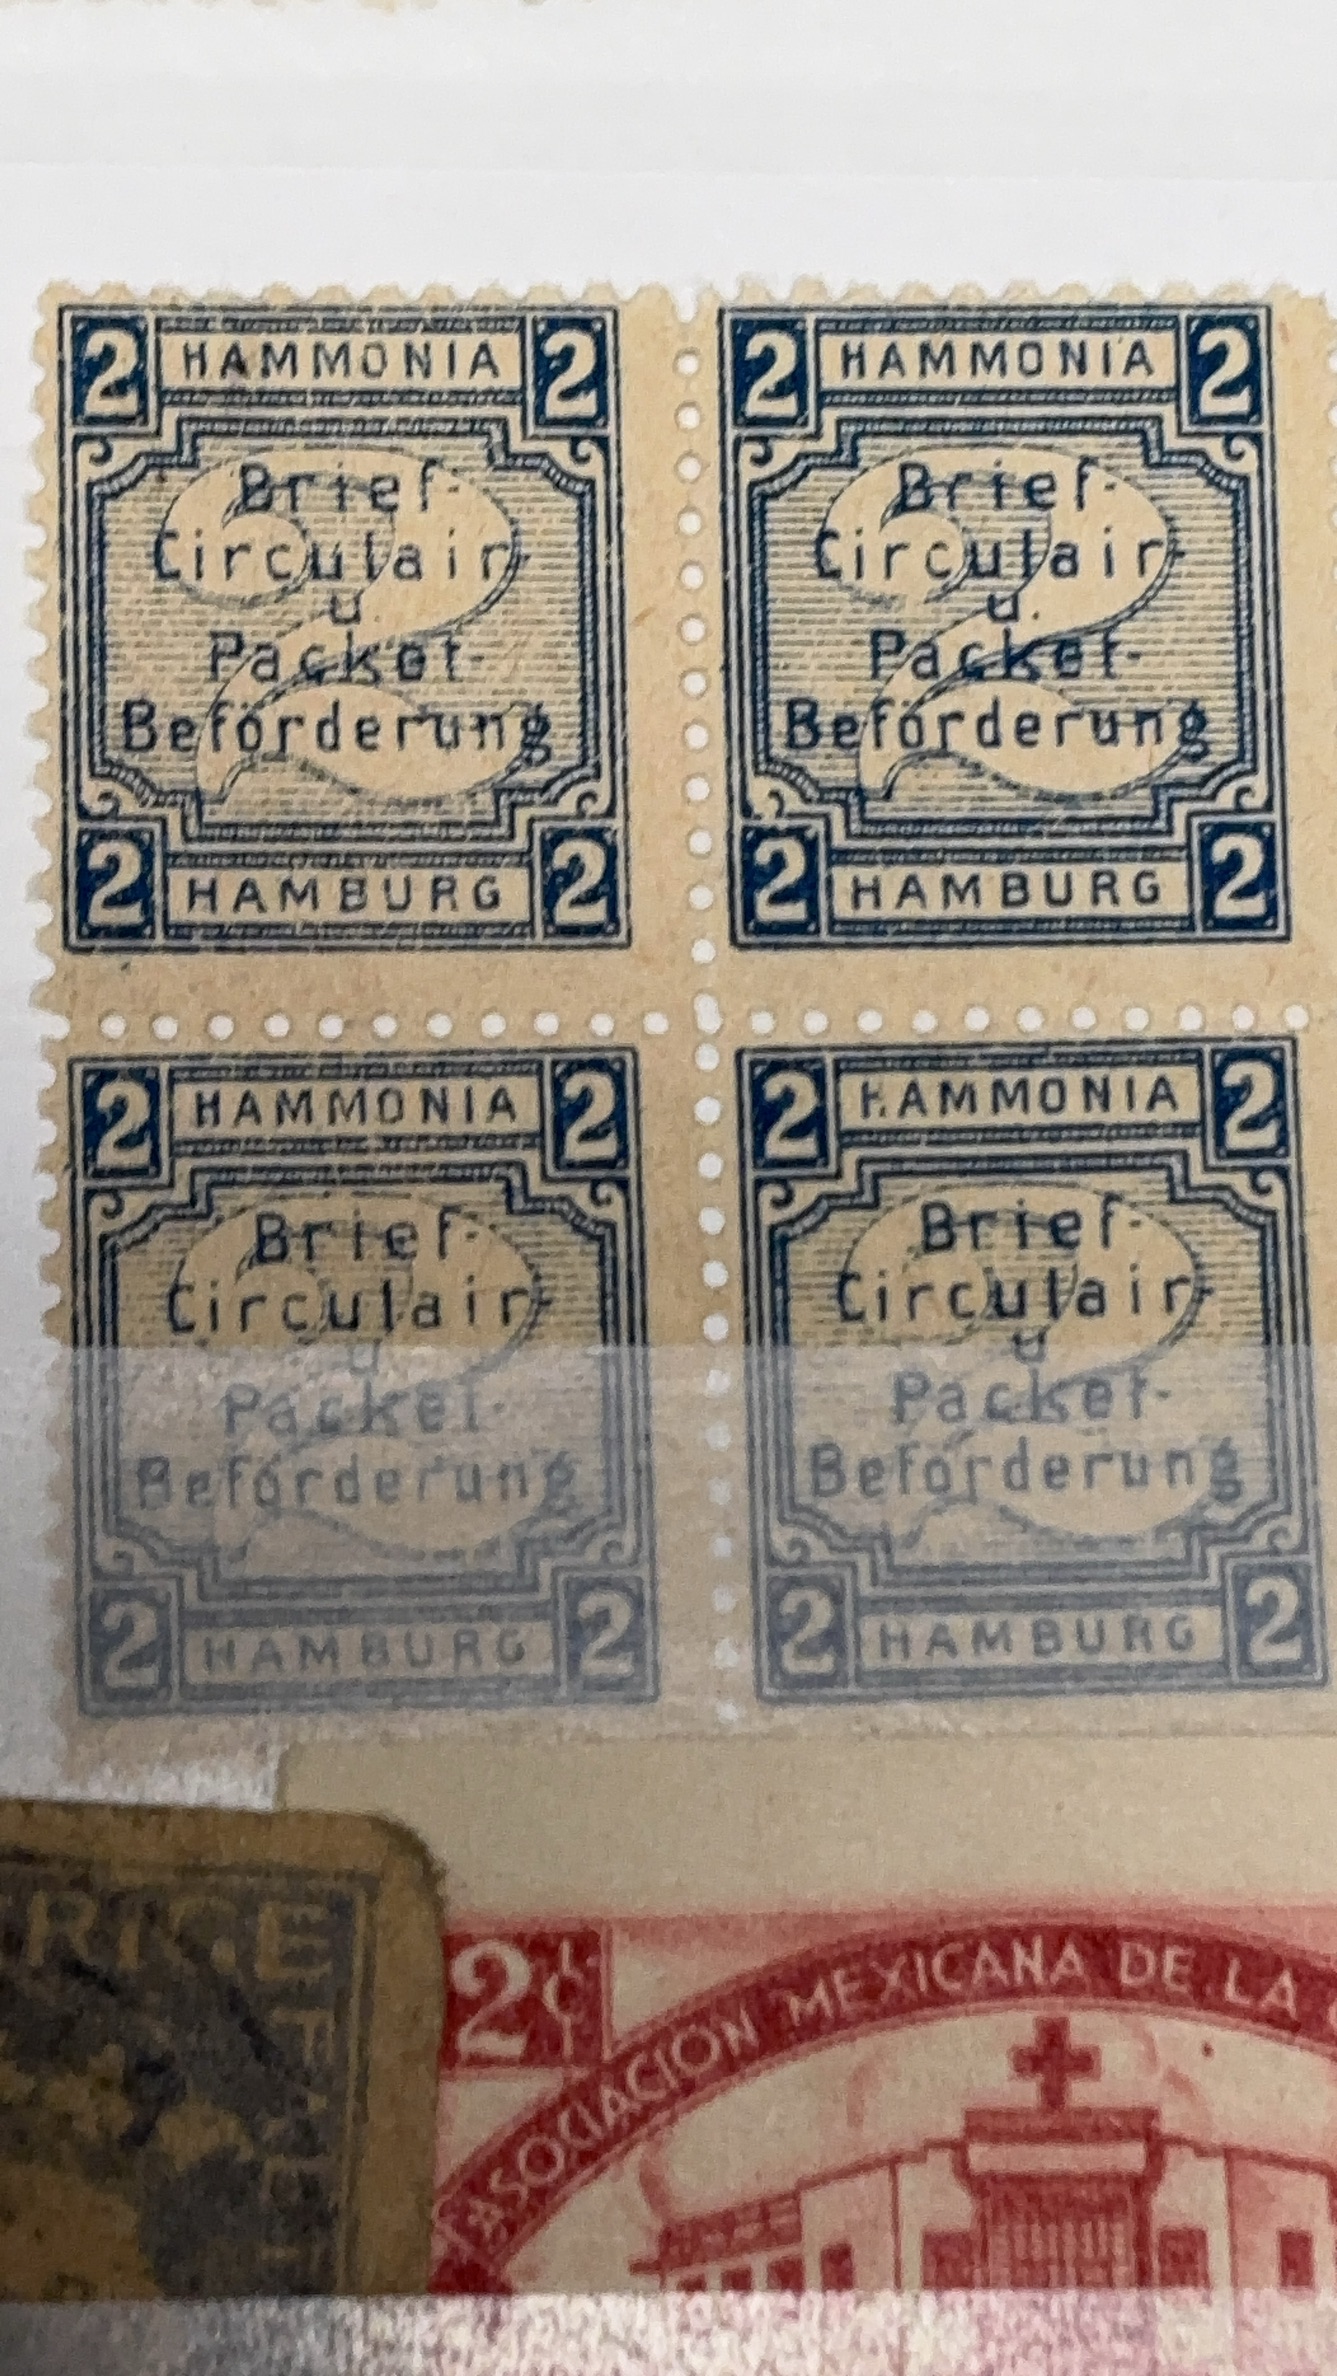 2 HAMMONIA 2
Brief-
Circulair-
u.
Packet-
Beförderung
2 HAMBURG 2
2 HAMMONIA 2
Brief-
Circulair-
u.
Packet-
Beförderung
2 HAMBURG 2
2 HAMMONIA 2
Brief-
Circulair-
u
Packet-
Beförderung
2 HAMBURG 2
2 HAMMONIA 2
Brief-
Circulair-
u
Packet-
Beförderung
2 HAMBURG 2
2 ¢
ASOCIACION MEXICANA DE LA